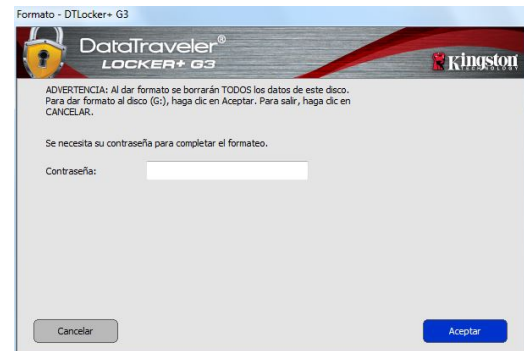 Formato - DTLocker+ G3
DataTraveler®
LOCKER+ G3
Kingston
TECHNOLOGY
ADVERTENCIA: Al dar formato se borrarán TODOS los datos de este disco.
Para dar formato al disco (G:), haga clic en Aceptar. Para salir, haga clic en
CANCELAR.
Se necesita su contraseña para completar el formateo.
Contraseña:
Cancelar
Aceptar